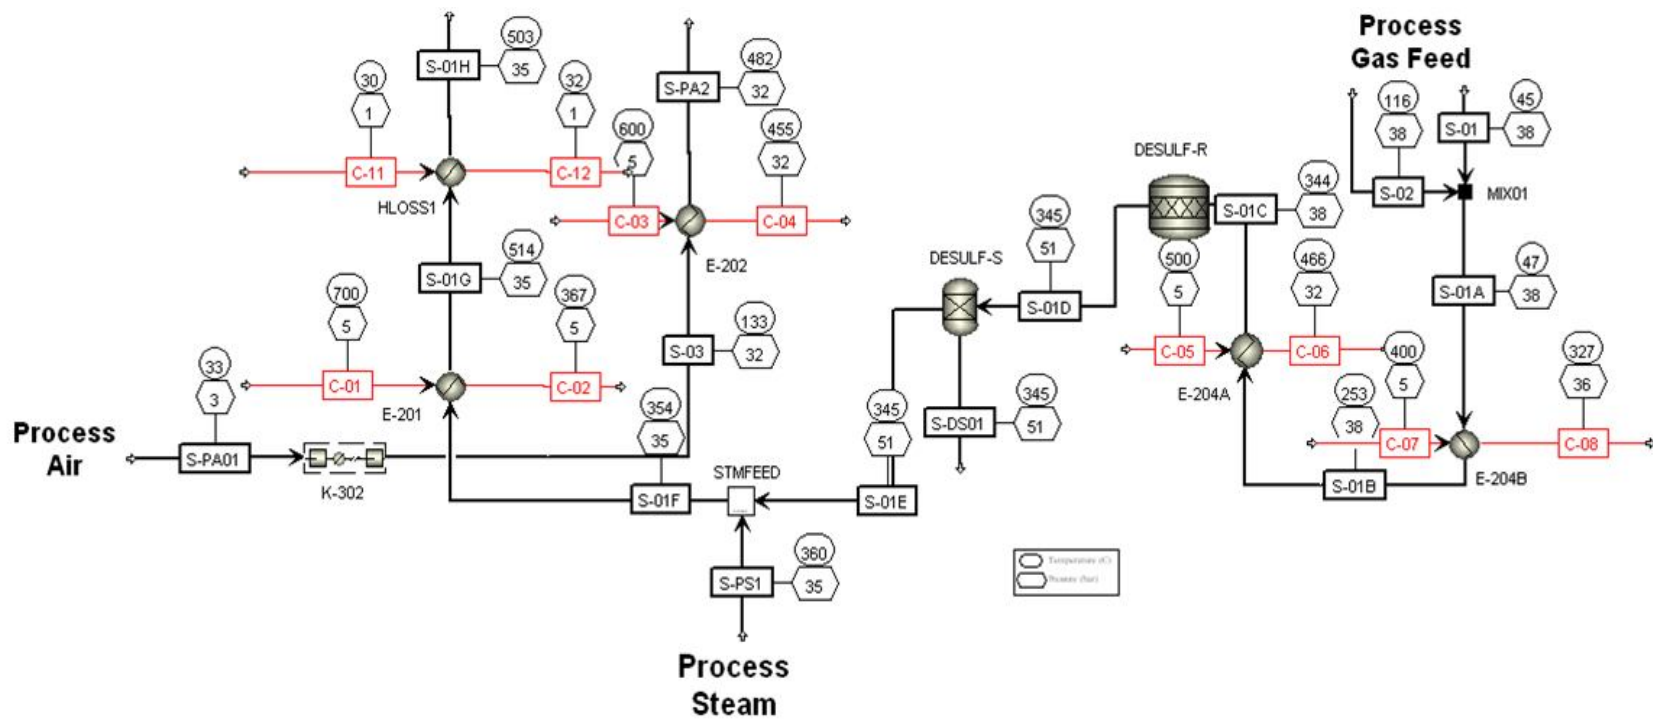 Process
Gas Feed
503
S-01H
35
482
S-PA2
32
30
1
32
1
600
5
455
32
116
38
45
S-01
38
C-11
C-12
HLOSS1
C-03
C-04
E-202
DESULF-R
S-02
MIX01
344
S-01C
38
514
S-01G
35
DESULF-S
345
51
S-01D
500
5
466
32
47
S-01A
38
700
5
367
5
133
S-03
32
C-05
C-06
E-204A
400
5
327
36
33
3
C-01
C-02
E-201
354
35
345
51
345
S-DS01
51
253
38
C-07
C-08
Process
Air
S-PA01
K-302
STMFEED
S-01F
S-01E
S-01B
E-204B
360
S-PS1
35
Temperature (C)
Pressure (bar)
Process
Steam